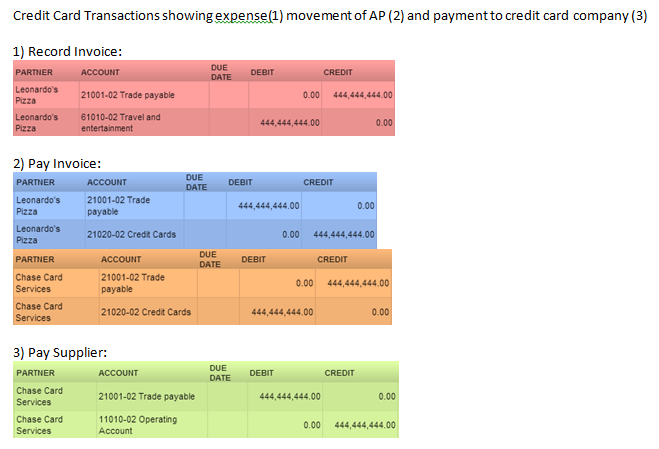 Credit Card Transactions showing expense(1) movement of AP (2) and payment to credit card company (3)
1) Record Invoice:
PARTNER ACCOUNT DUE DATE DEBIT CREDIT
Leonardo's Pizza 21001-02 Trade payable 0.00 444,444,444.00
Leonardo's Pizza 61010-02 Travel and entertainment 444,444,444.00 0.00
2) Pay Invoice:
PARTNER ACCOUNT DUE DATE DEBIT CREDIT
Leonardo's Pizza 21001-02 Trade payable 444,444,444.00 0.00
Leonardo's Pizza 21020-02 Credit Cards 0.00 444,444,444.00
PARTNER ACCOUNT DUE DATE DEBIT CREDIT
Chase Card Services 21001-02 Trade payable 0.00 444,444,444.00
Chase Card Services 21020-02 Credit Cards 444,444,444.00 0.00
3) Pay Supplier:
PARTNER ACCOUNT DUE DATE DEBIT CREDIT
Chase Card Services 21001-02 Trade payable 444,444,444.00 0.00
Chase Card Services 11010-02 Operating Account 0.00 444,444,444.00